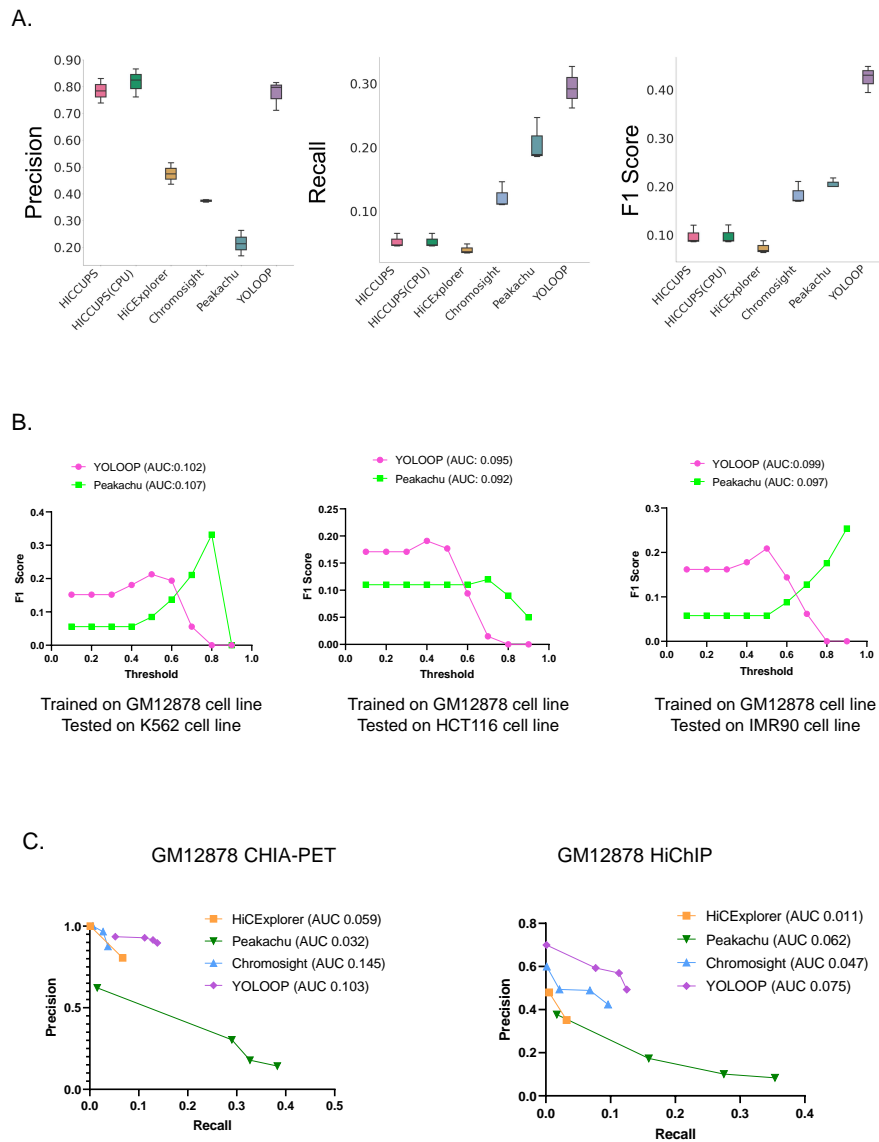 A.
0.90
0.80
0.70
0.60
0.50
0.40
0.30
0.20
Precision
HICCUPS
HICCUPS(CPU)
HiCExplorer
Chromosight
Peakachu
YOLOOP
0.30
0.20
0.10
Recall
HICCUPS
HICCUPS(CPU)
HiCExplorer
Chromosight
Peakachu
YOLOOP
0.40
0.30
0.20
0.10
F1 Score
HICCUPS
HICCUPS(CPU)
HiCExplorer
Chromosight
Peakachu
YOLOOP
B.
YOLOOP (AUC:0.102)
Peakachu (AUC:0.107)
0.4
0.3
0.2
0.1
0.0
F1 Score
0.0 0.2 0.4 0.6 0.8 1.0
Threshold
Trained on GM12878 cell line
Tested on K562 cell line
YOLOOP (AUC: 0.095)
Peakachu (AUC: 0.092)
0.25
0.20
0.15
0.10
0.05
0.00
F1 Score
0.0 0.2 0.4 0.6 0.8 1.0
Threshold
Trained on GM12878 cell line
Tested on HCT116 cell line
YOLOOP (AUC:0.099)
Peakachu (AUC: 0.097)
0.3
0.2
0.1
0.0
F1 Score
0.0 0.2 0.4 0.6 0.8 1.0
Threshold
Trained on GM12878 cell line
Tested on IMR90 cell line
C.
GM12878 CHIA-PET
HiCExplorer (AUC 0.059)
Peakachu (AUC 0.032)
Chromosight (AUC 0.145)
YOLOOP (AUC 0.103)
1.0
0.5
0.0
Precision
0.0 0.1 0.2 0.3 0.4 0.5
Recall
GM12878 HiChIP
HiCExplorer (AUC 0.011)
Peakachu (AUC 0.062)
Chromosight (AUC 0.047)
YOLOOP (AUC 0.075)
0.8
0.6
0.4
0.2
0.0
Precision
0.0 0.1 0.2 0.3 0.4
Recall